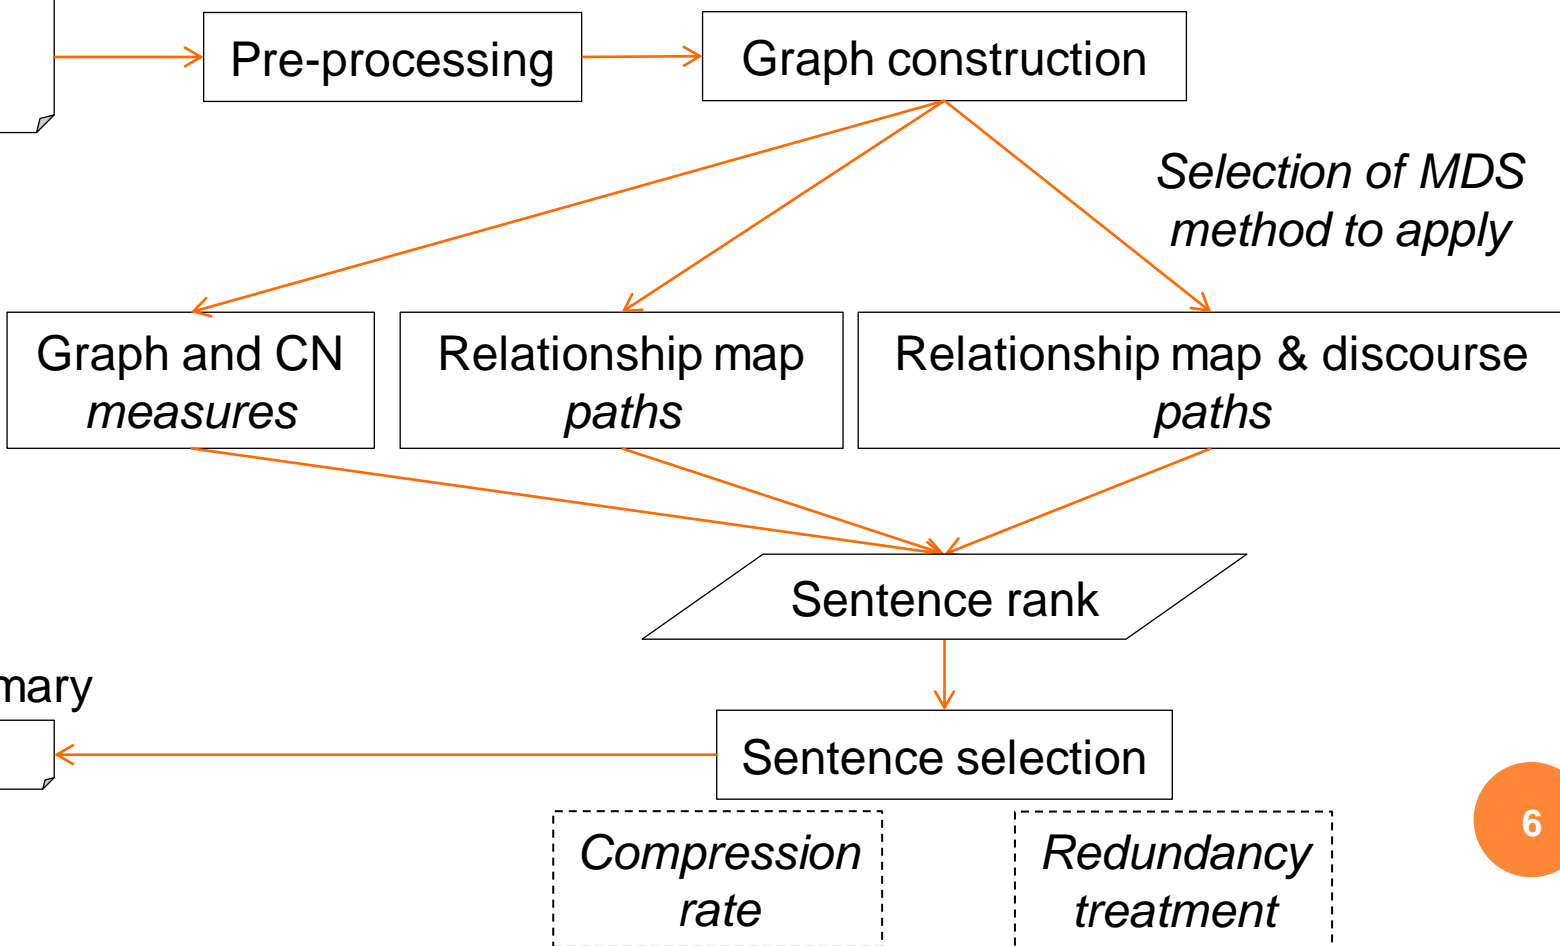 Pre-processing
Graph construction
Selection of MDS
method to apply
Graph and CN
measures
Relationship map
paths
Relationship map & discourse
paths
Sentence rank
mary
Sentence selection
Compression
rate
Redundancy
treatment
6